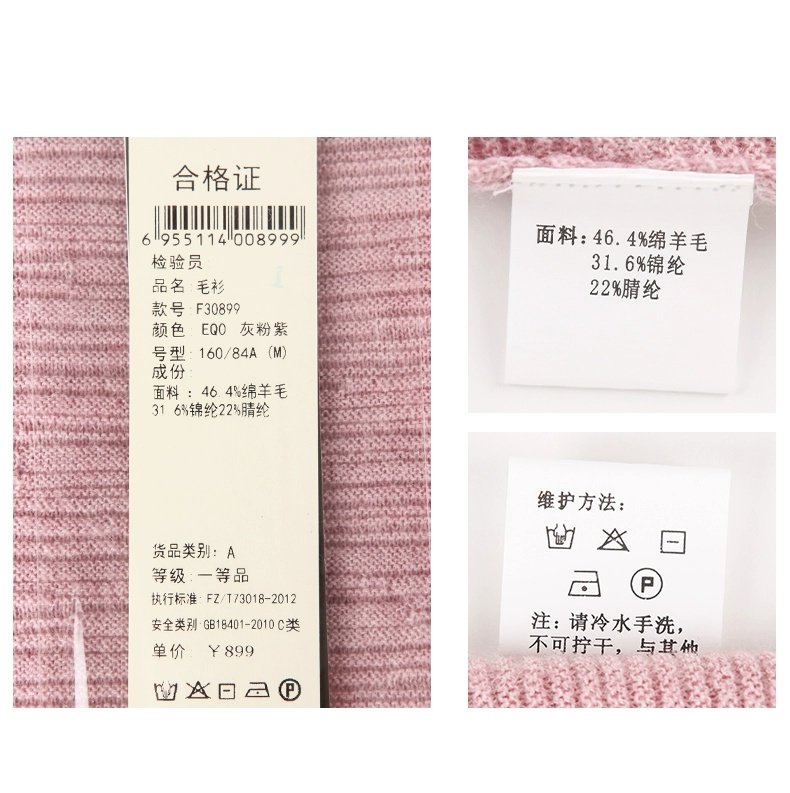 合格证
6 955114 008999
检验员
品名:毛衫
款号:F30899
颜色: EQ0 灰粉紫
号型:160/84A (M)
成份:
面料 : 46.4%绵羊毛
31 6%锦纶22%腈纶
货品类别: A
等级:一等品
执行标准: FZ/T73018-2012
安全类别:GB18401-2010 C类
单价: ￥899
P
面料:46.4%绵羊毛
31.6%锦纶
22%腈纶
维护方法:
P
注:请冷水手洗,
不可拧干,与其他